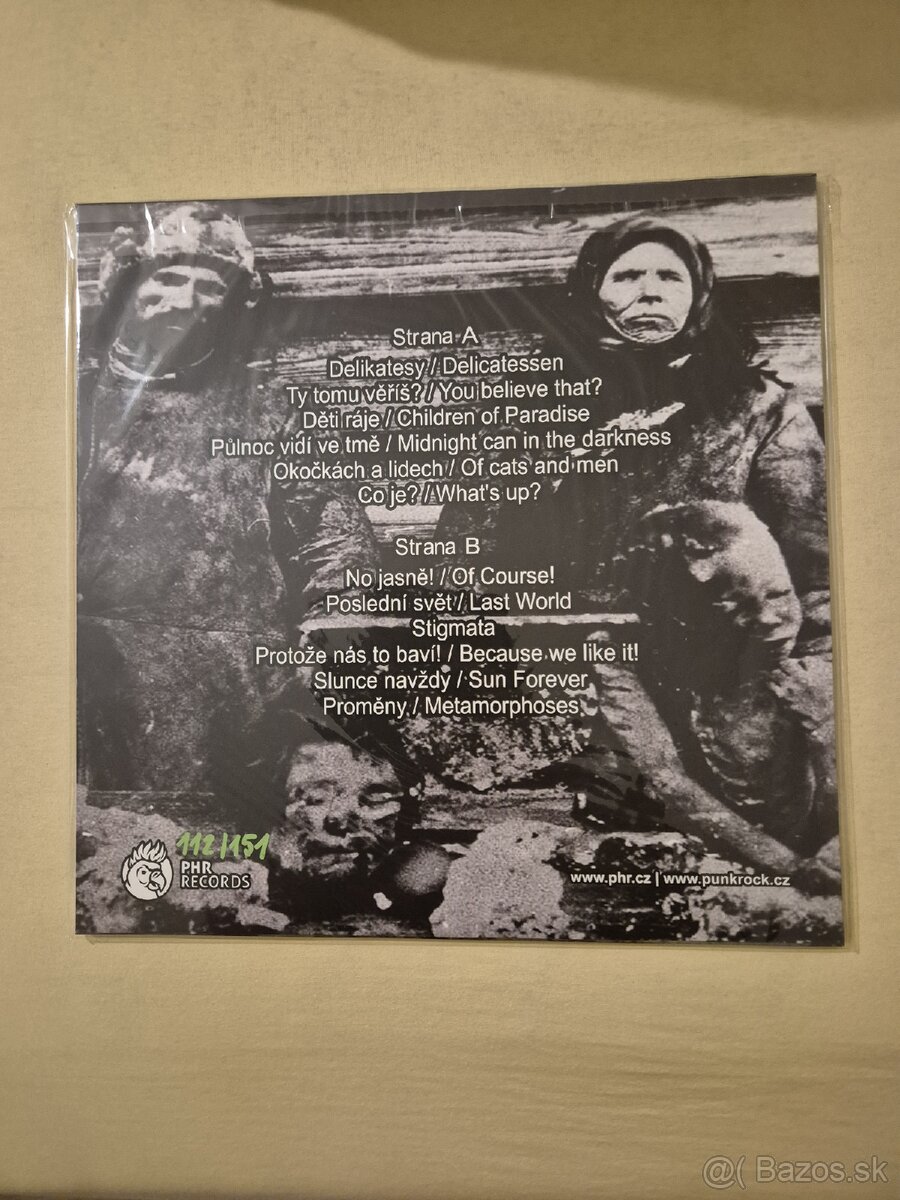 Strana A
Delikatesy / Delicatessen
Ty tomu věříš? / You believe that?
Děti ráje / Children of Paradise
Půlnoc vidí ve tmě / Midnight can in the darkness
Okočkách a lidech / Of cats and men
Co je? / What's up?
Strana B
No jasně! / Of Course!
Poslední svět / Last World
Stigmata
Protože nás to baví! / Because we like it!
Slunce navždy / Sun Forever
Proměny / Metamorphoses
112/151
PHR
RECORDS
www.phr.cz | www.punkrock.cz
@( Bazos.sk